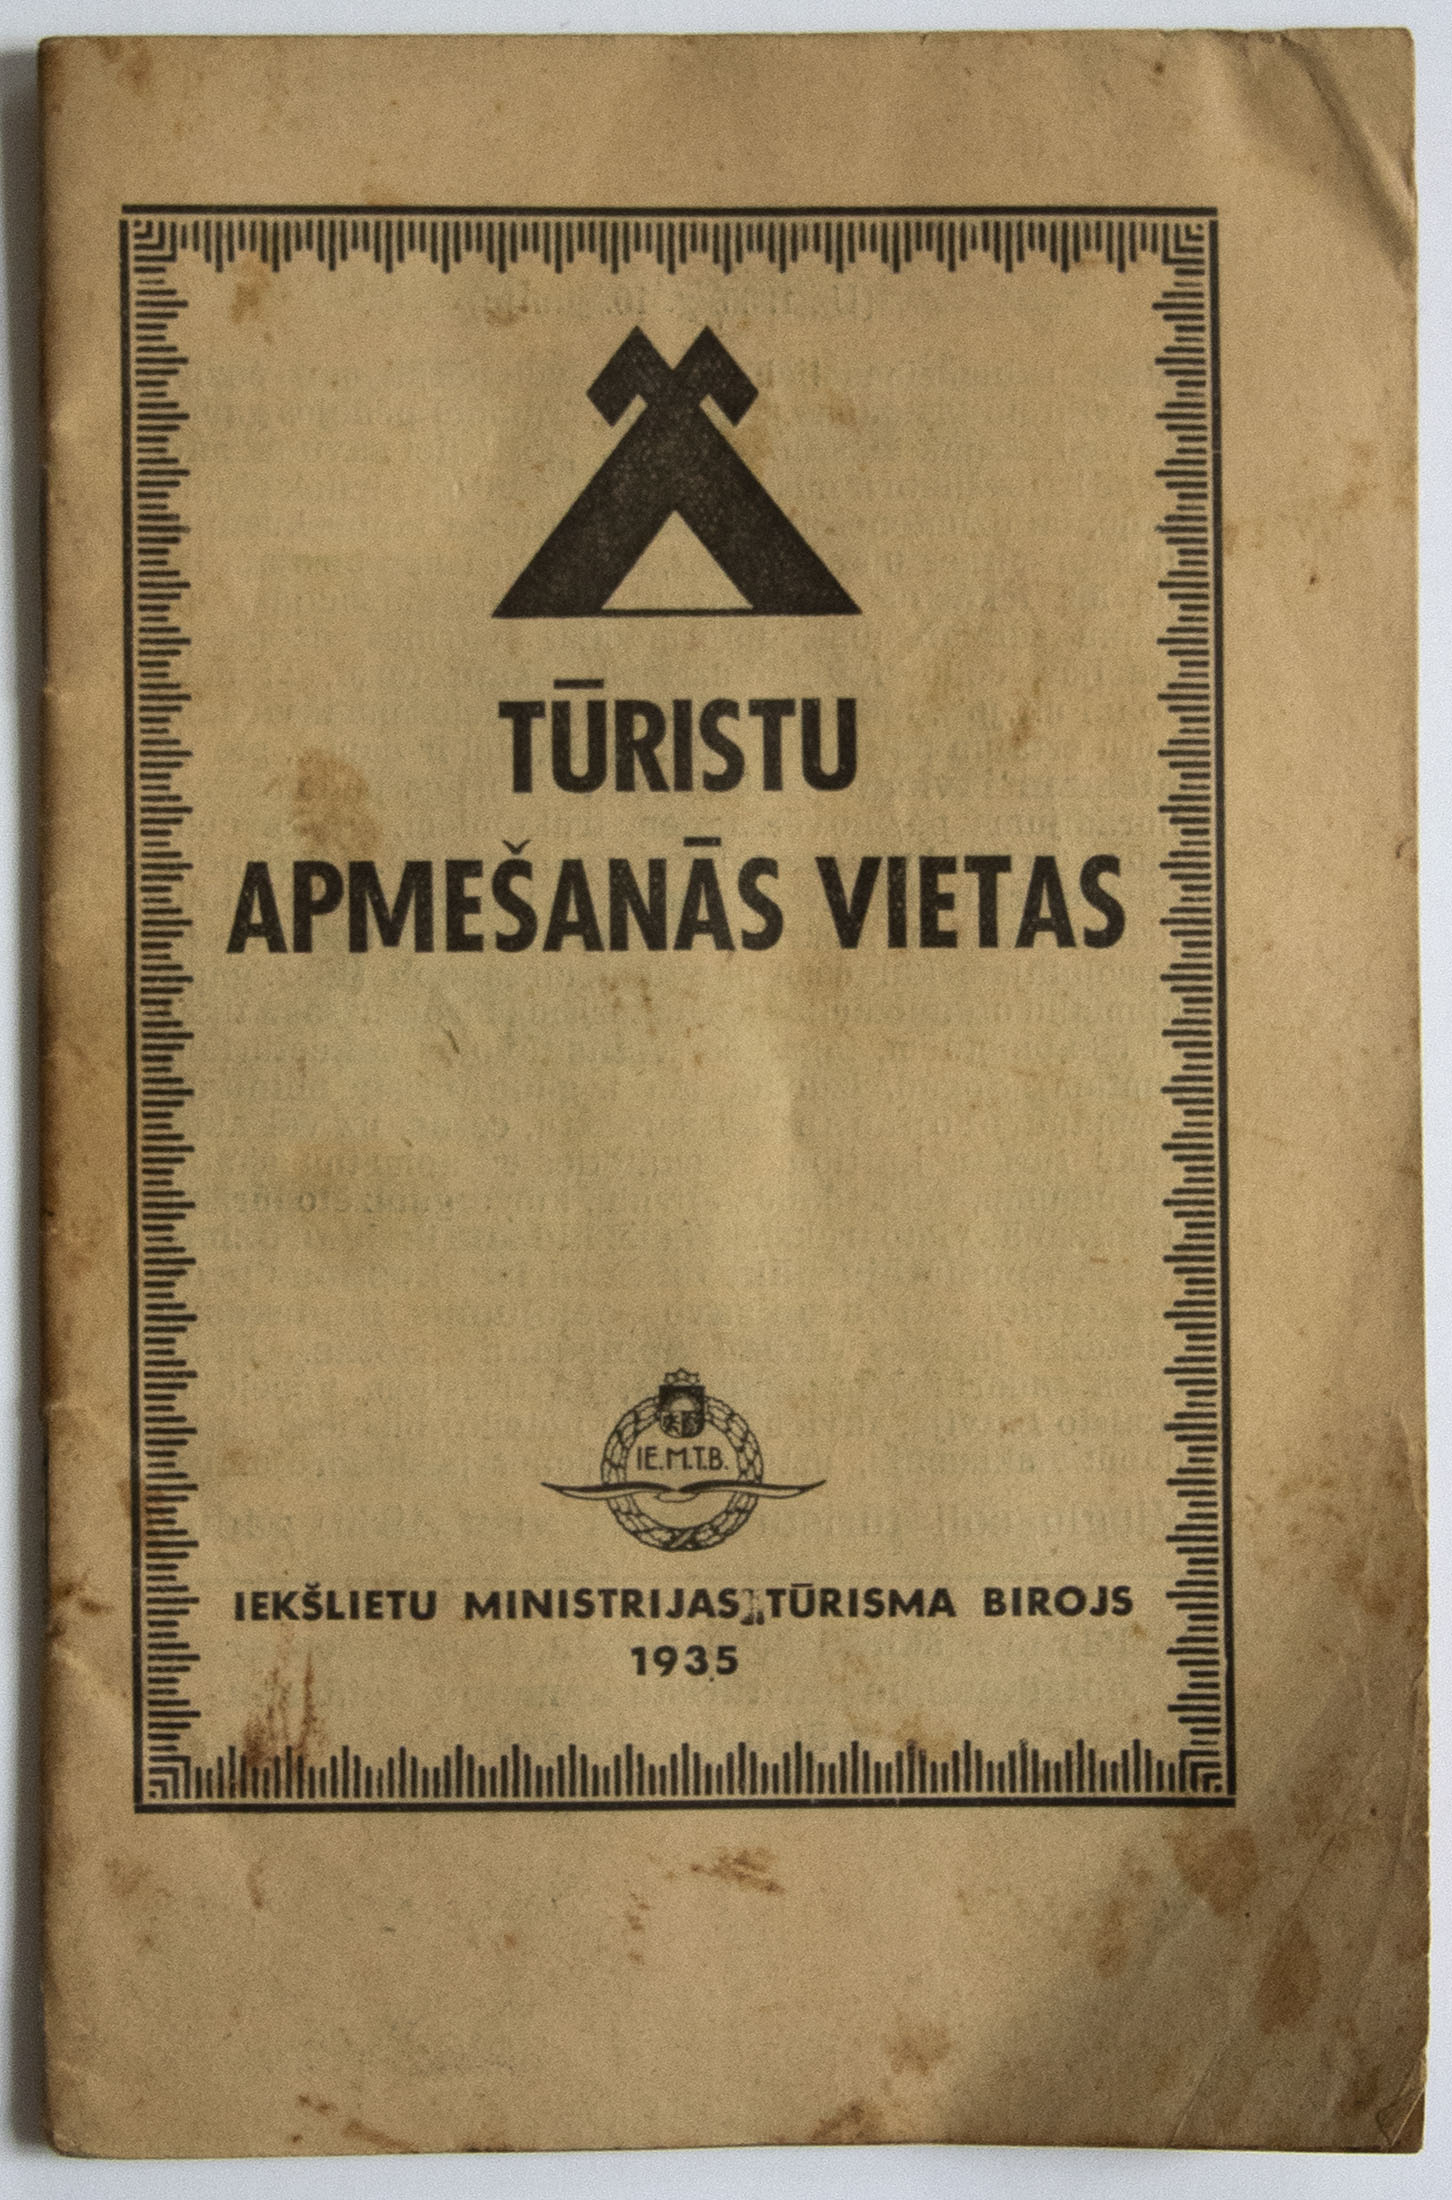 TŪRISTU
APMEŠANĀS VIETAS
IE.M.T.B.
IEKŠLIETU MINISTRIJAS TŪRISMA BIROJS
1935